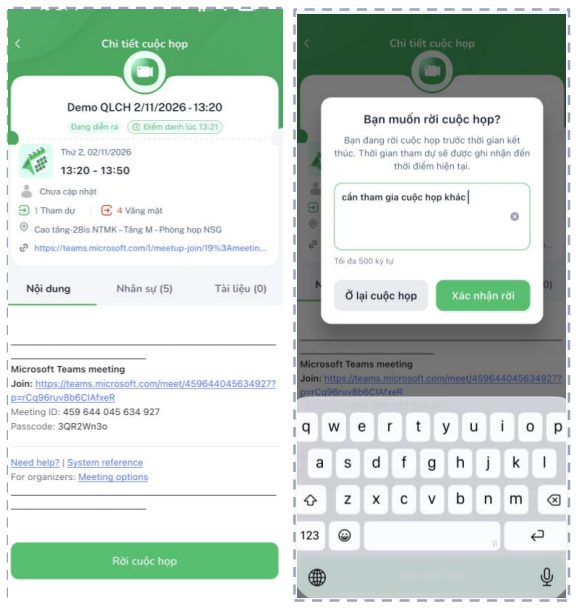 Chi tiết cuộc họp
Demo QLCH 2/11/2026 - 13:20
Đang diễn ra
Điểm danh lúc 13:21
Thứ 2, 02/11/2026
13:20 - 13:50
Chưa cập nhật
1 Tham dự
4 Vắng mặt
Cao tầng-2Bis NTMK – Tầng M – Phòng họp NSG
https://teams.microsoft.com/l/meetup-join/19%3Ameetin...
Nội dung
Nhân sự (5)
Tài liệu (0)
Microsoft Teams meeting
Join: https://teams.microsoft.com/meet/459644045634927?
p=rCq96ruv8b6ClAfxeR
Meeting ID: 459 644 045 634 927
Passcode: 3QR2Wn3o
Need help? | System reference
For organizers: Meeting options
Rời cuộc họp
Chi tiết cuộc họp
Bạn muốn rời cuộc họp?
Bạn đang rời cuộc họp trước thời gian kết
thúc. Thời gian tham dự sẽ được ghi nhận đến
thời điểm hiện tại.
cần tham gia cuộc họp khác
Tối đa 500 ký tự
Ở lại cuộc họp
Xác nhận rời
Microsoft Teams meeting
Join: https://teams.microsoft.com/meet/459644045634927?
p=rCq96ruv8b6ClAfxeR
q w e r t y u i o p
a s d f g h j k l
z x c v b n m
123